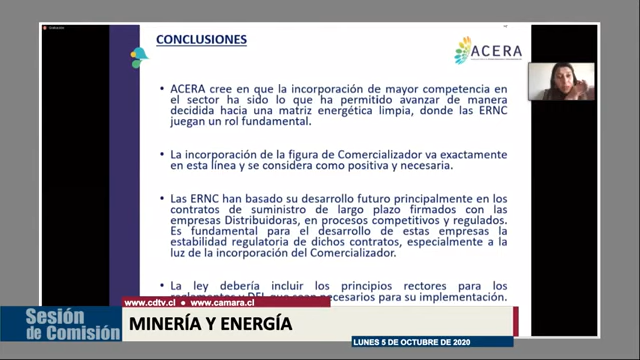 CONCLUSIONES
ACERA
• ACERA cree en que la incorporación de mayor competencia en
el sector ha sido lo que ha permitido avanzar de manera
decidida hacia una matriz energética limpia, donde las ERNC
juegan un rol fundamental.
• La incorporación de la figura de Comercializador va exactamente
en esta línea y se considera como positiva y necesaria.
• Las ERNC han basado su desarrollo futuro principalmente en los
contratos de suministro de largo plazo firmados con las
empresas Distribuidoras, en procesos competitivos y regulados.
Es fundamental para el desarrollo de estas empresas la
estabilidad regulatoria de dichos contratos, especialmente a la
luz de la incorporación del Comercializador.
• La ley debería incluir los principios rectores para los
reglamentos y DFL que sean necesarios para su implementación.
• www.cdtv.cl • www.camara.cl
Sesión
de Comisión
MINERÍA Y ENERGÍA
LUNES 5 DE OCTUBRE DE 2020